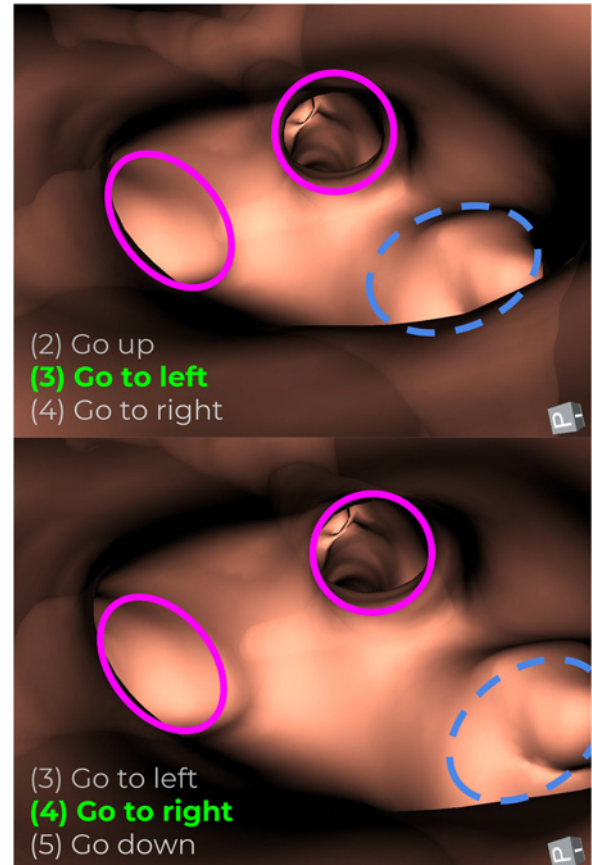 (2) Go up
(3) Go to left
(4) Go to right
P
(3) Go to left
(4) Go to right
(5) Go down
P